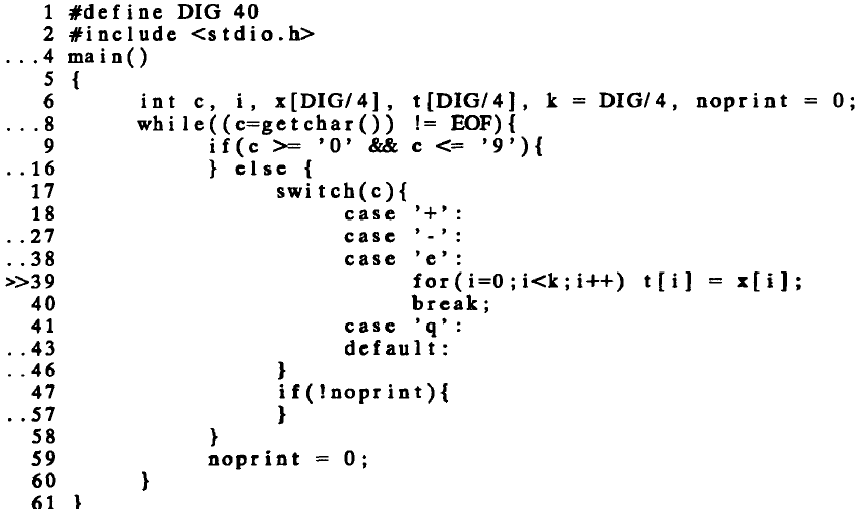 1 #define DIG 40
    2 #include <stdio.h>
...4 main()
    5 {
    6       int c, i, x[DIG/4], t[DIG/4], k = DIG/4, noprint = 0;
...8       while((c=getchar()) != EOF){
    9             if(c >= '0' && c <= '9'){
..16             } else {
  17                   switch(c){
  18                         case '+':
..27                         case '-':
..38                         case 'e':
>>39                               for(i=0;i<k;i++) t[i] = x[i];
  40                               break;
  41                         case 'q':
..43                         default:
..46                   }
  47                   if(!noprint){
..57                   }
  58             }
  59             noprint = 0;
  60       }
  61 }